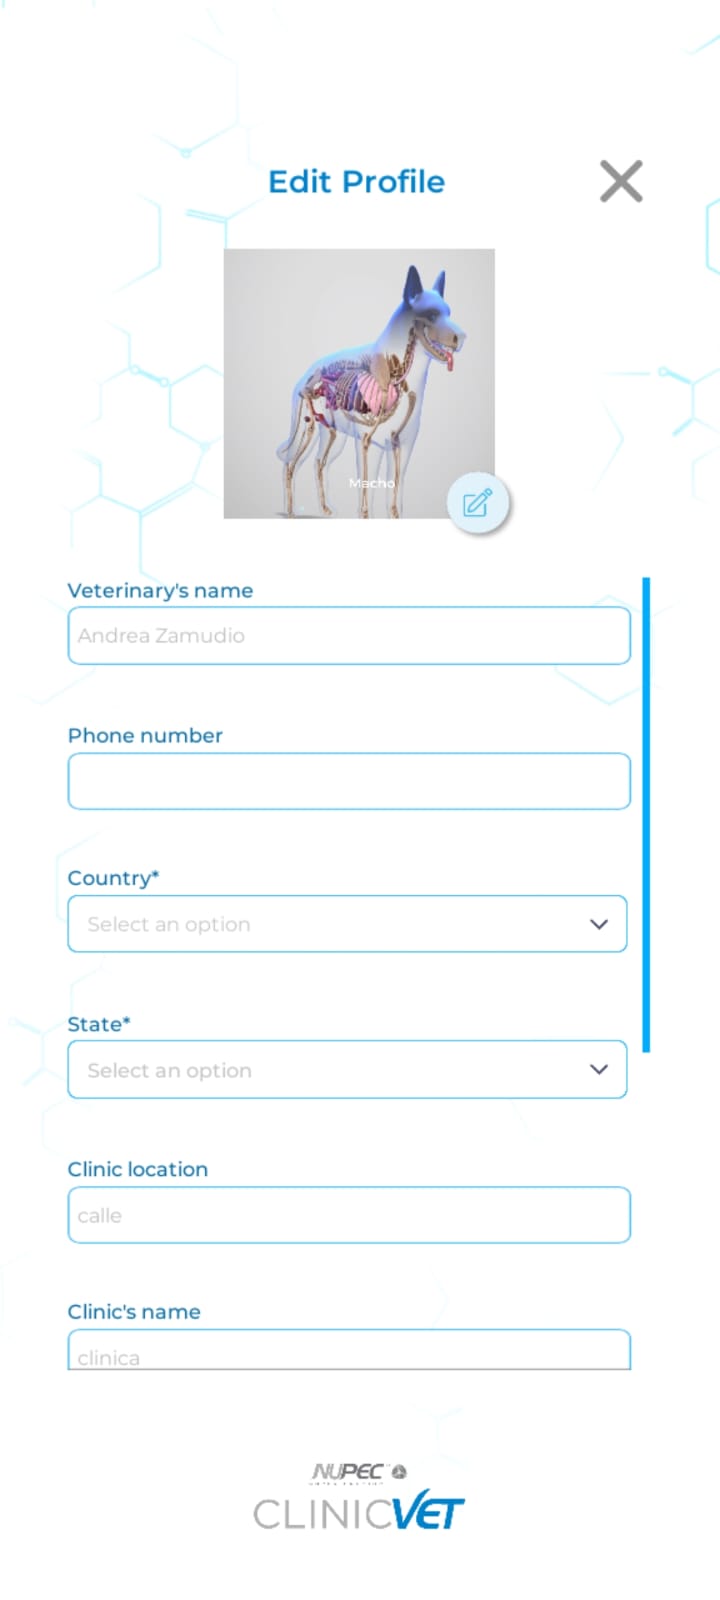 Edit Profile
Macho
Veterinary's name
Andrea Zamudio
Phone number
Country*
Select an option
State*
Select an option
Clinic location
calle
Clinic's name
clinica
NUPEC
CLINICVET